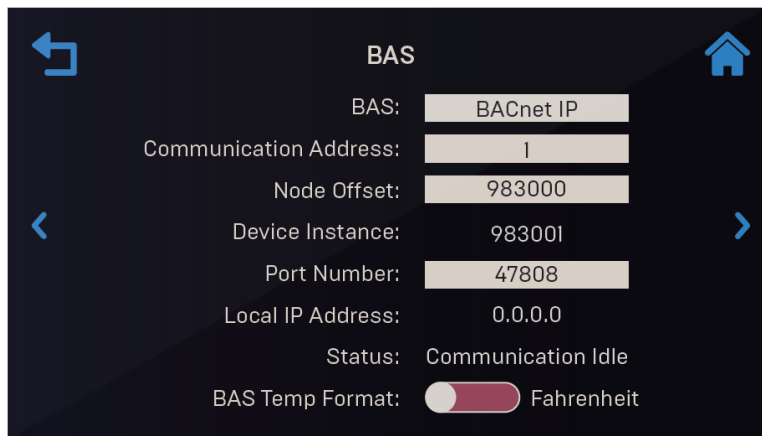 BAS
BAS: BACnet IP
Communication Address: 1
Node Offset: 983000
Device Instance: 983001
Port Number: 47808
Local IP Address: 0.0.0.0
Status: Communication Idle
BAS Temp Format: Fahrenheit